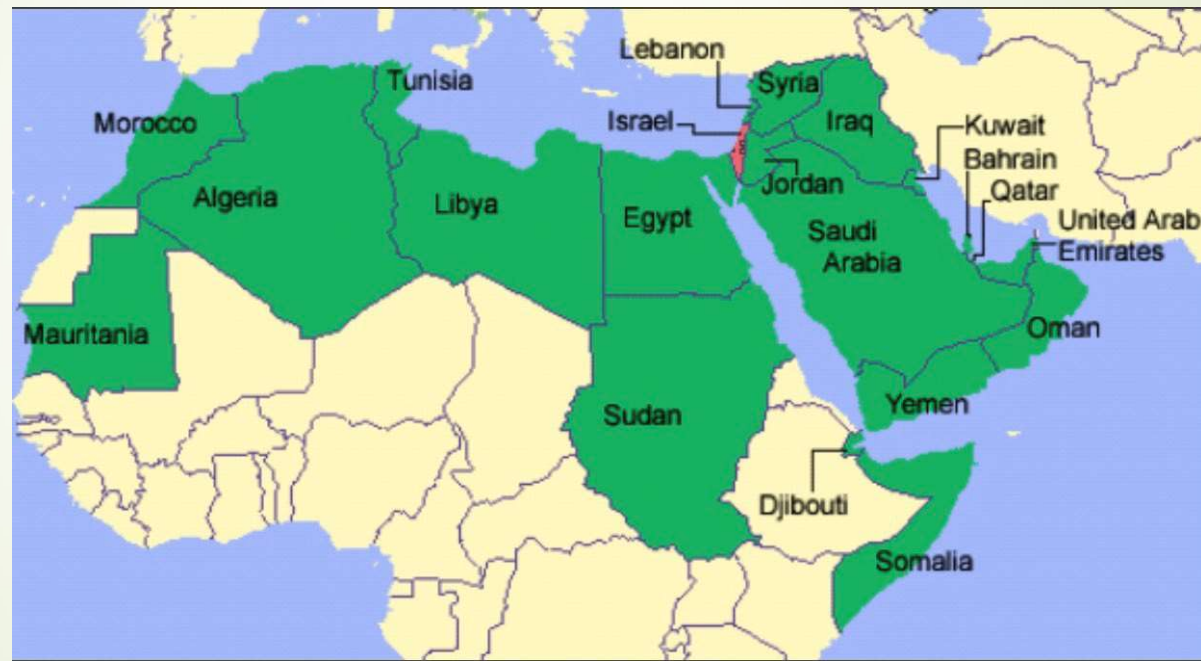 Lebanon
Syria
Tunisia
Morocco
Israel
Iraq
Kuwait
Bahrain
Jordan
Qatar
Algeria
Libya
Egypt
Saudi
Arabia
United Arab
Emirates
Mauritania
Oman
Sudan
Yemen
Djibouti
Somalia